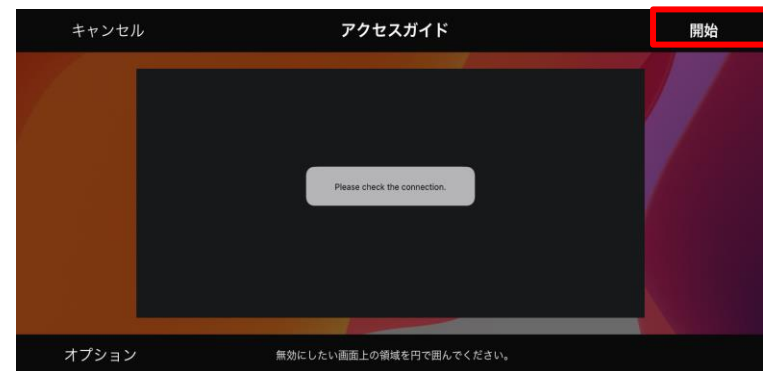 キャンセル アクセスガイド 開始
Please check the connection.
オプション 無効にしたい画面上の領域を円で囲んでください。